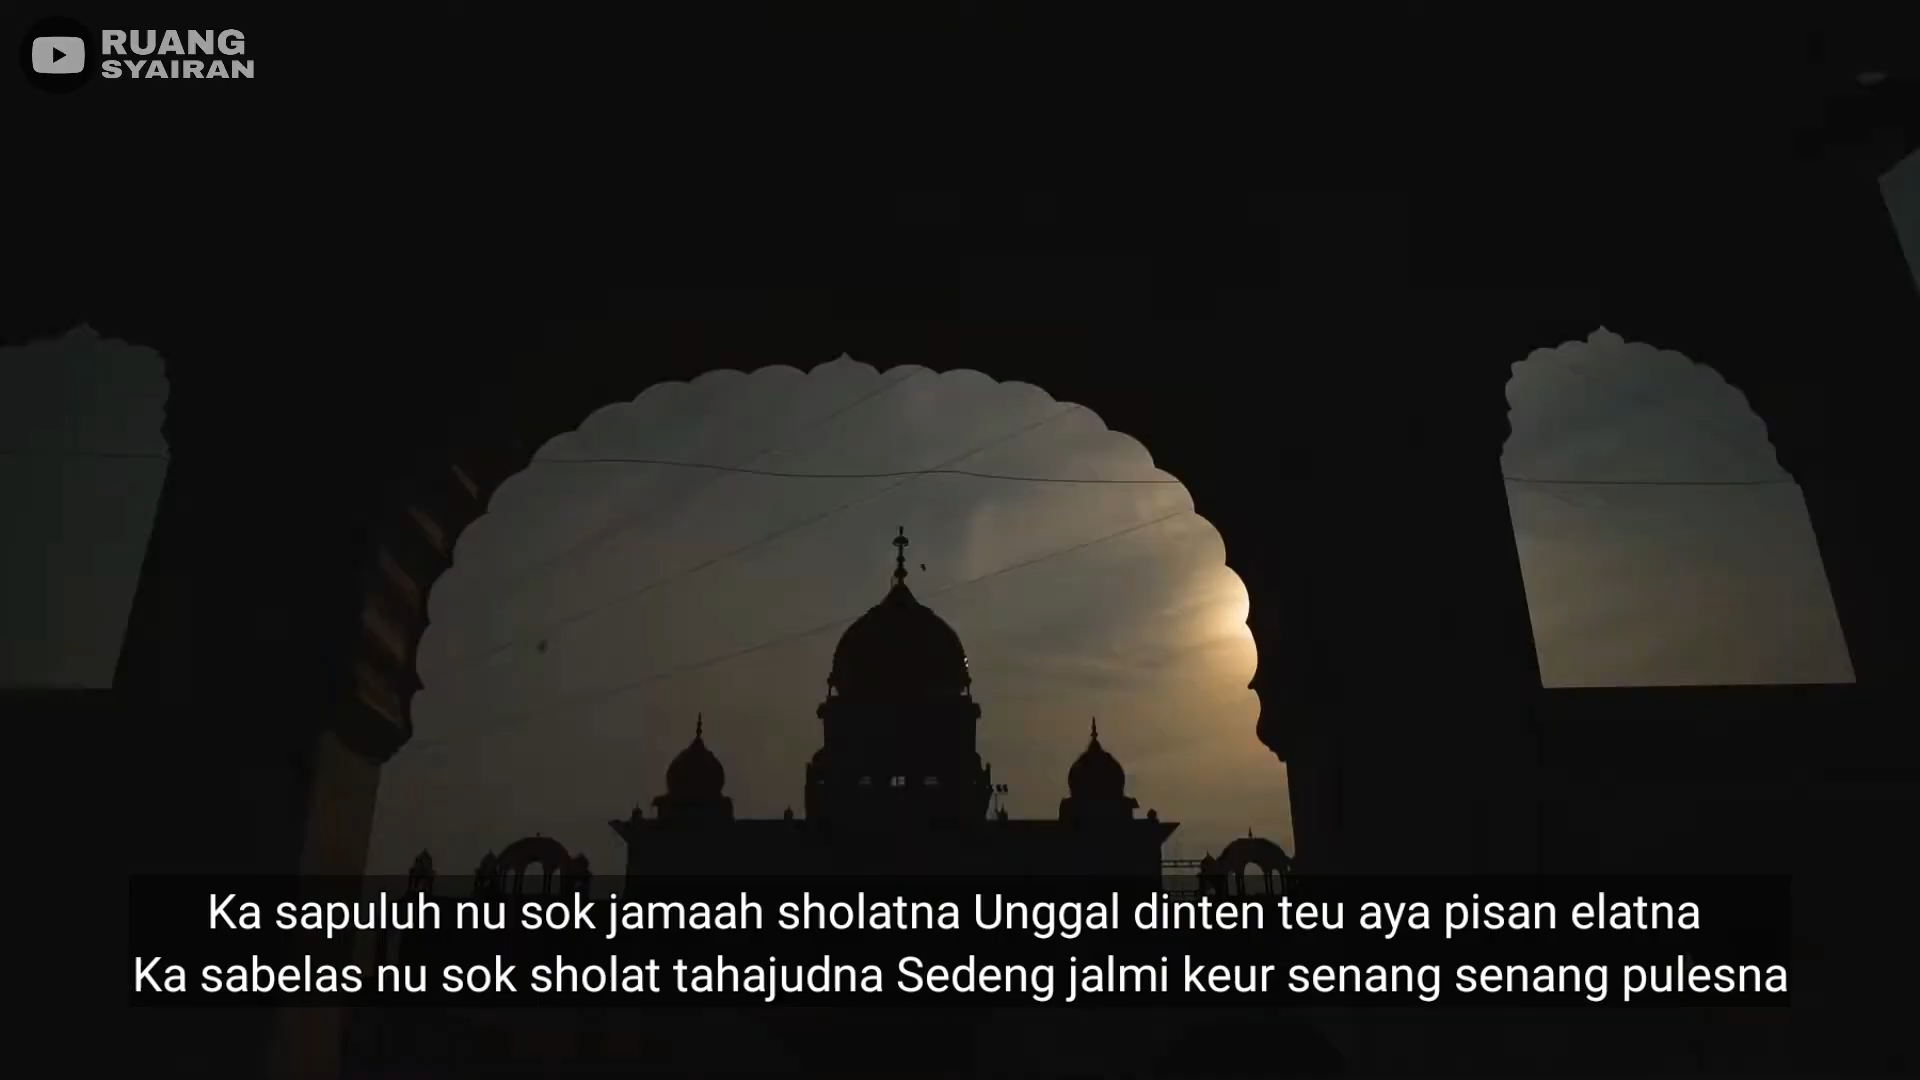 RUANG
SYAIRAN
Ka sapuluh nu sok jamaah sholatna Unggal dinten teu aya pisan elatna
Ka sabelas nu sok sholat tahajudna Sedeng jalmi keur senang senang pulesna